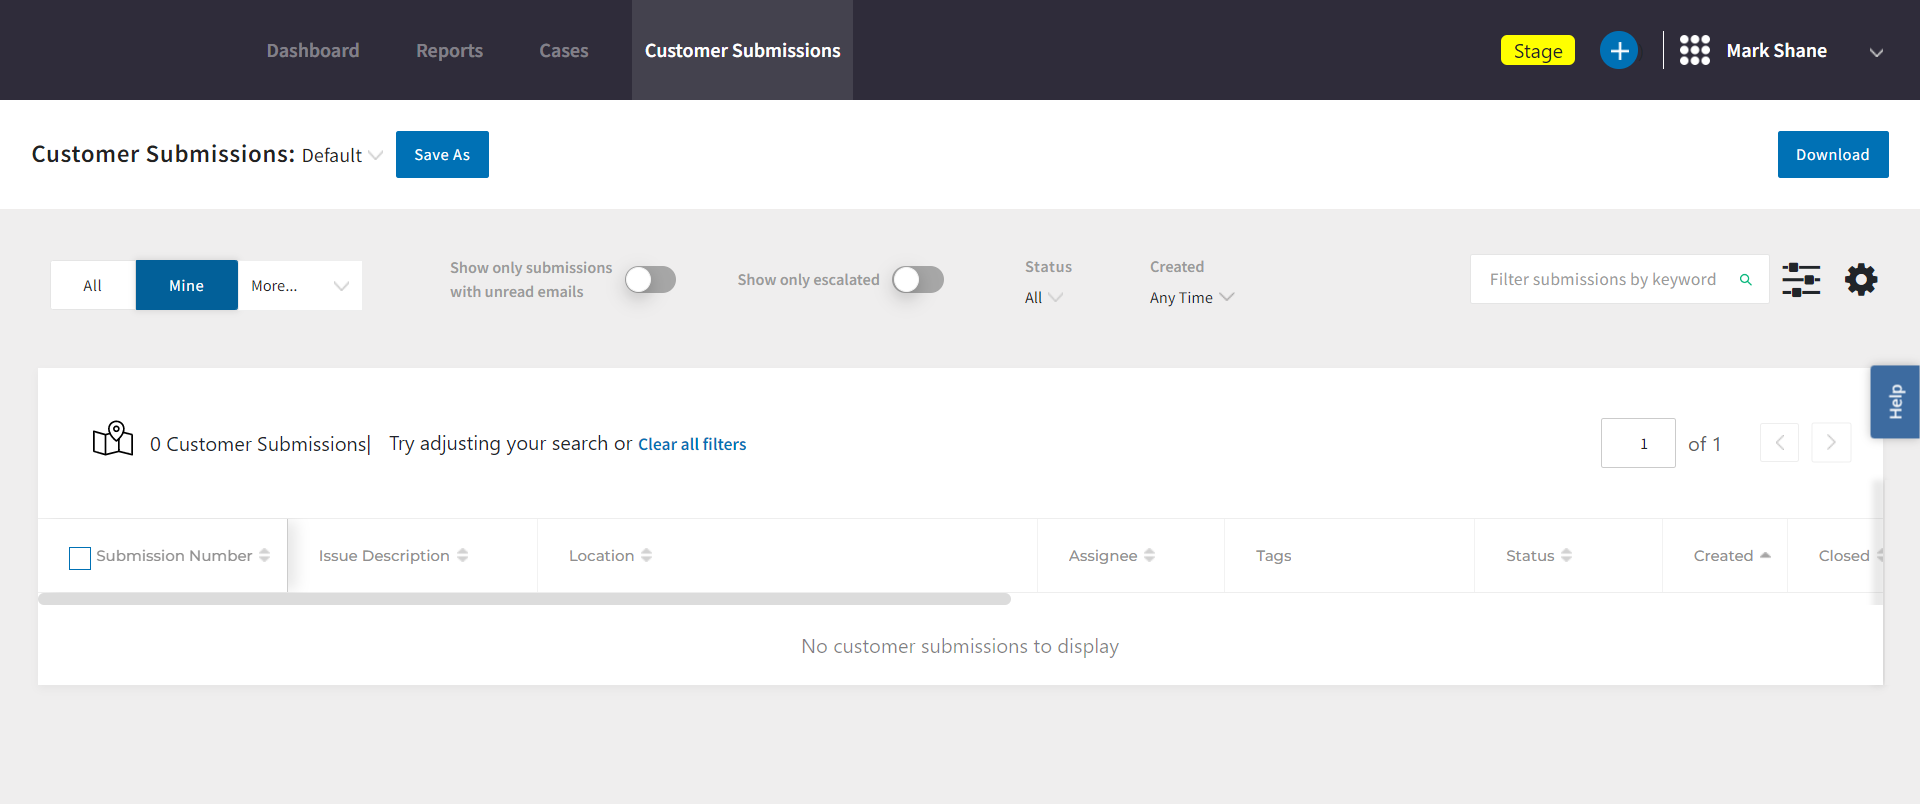 Dashboard Reports Cases Customer Submissions Stage Mark Shane
Customer Submissions: Default Save As Download
All Mine More...
Show only submissions
with unread emails
Show only escalated
Status
All
Created
Any Time
Filter submissions by keyword
Help
0 Customer Submissions| Try adjusting your search or Clear all filters 1 of 1
Submission Number Issue Description Location Assignee Tags Status Created Closed
No customer submissions to display